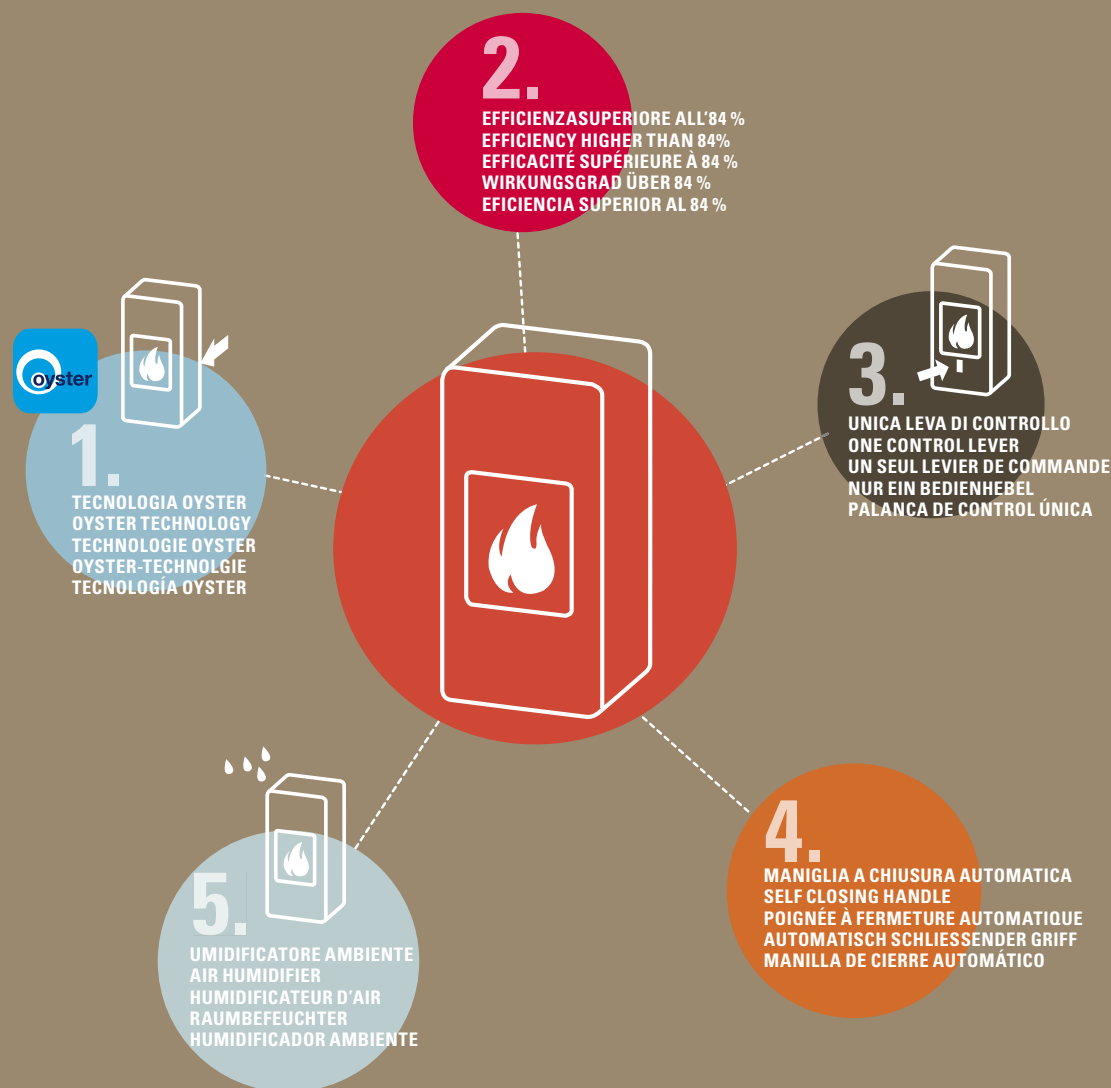 2.
EFFICIENZASUPERIORE ALL'84 %
EFFICIENCY HIGHER THAN 84%
EFFICACITÉ SUPÉRIEURE À 84 %
WIRKUNGSGRAD ÜBER 84 %
EFICIENCIA SUPERIOR AL 84 %
oyster
1.
TECNOLOGIA OYSTER
OYSTER TECHNOLOGY
TECHNOLOGIE OYSTER
OYSTER-TECHNOLGIE
TECNOLOGÍA OYSTER
3.
UNICA LEVA DI CONTROLLO
ONE CONTROL LEVER
UN SEUL LEVIER DE COMMANDE
NUR EIN BEDIENHEBEL
PALANCA DE CONTROL ÚNICA
4.
MANIGLIA A CHIUSURA AUTOMATICA
SELF CLOSING HANDLE
POIGNÉE À FERMETURE AUTOMATIQUE
AUTOMATISCH SCHLIESSENDER GRIFF
MANILLA DE CIERRE AUTOMÁTICO
5.
UMIDIFICATORE AMBIENTE
AIR HUMIDIFIER
HUMIDIFICATEUR D'AIR
RAUMBEFEUCHTER
HUMIDIFICADOR AMBIENTE